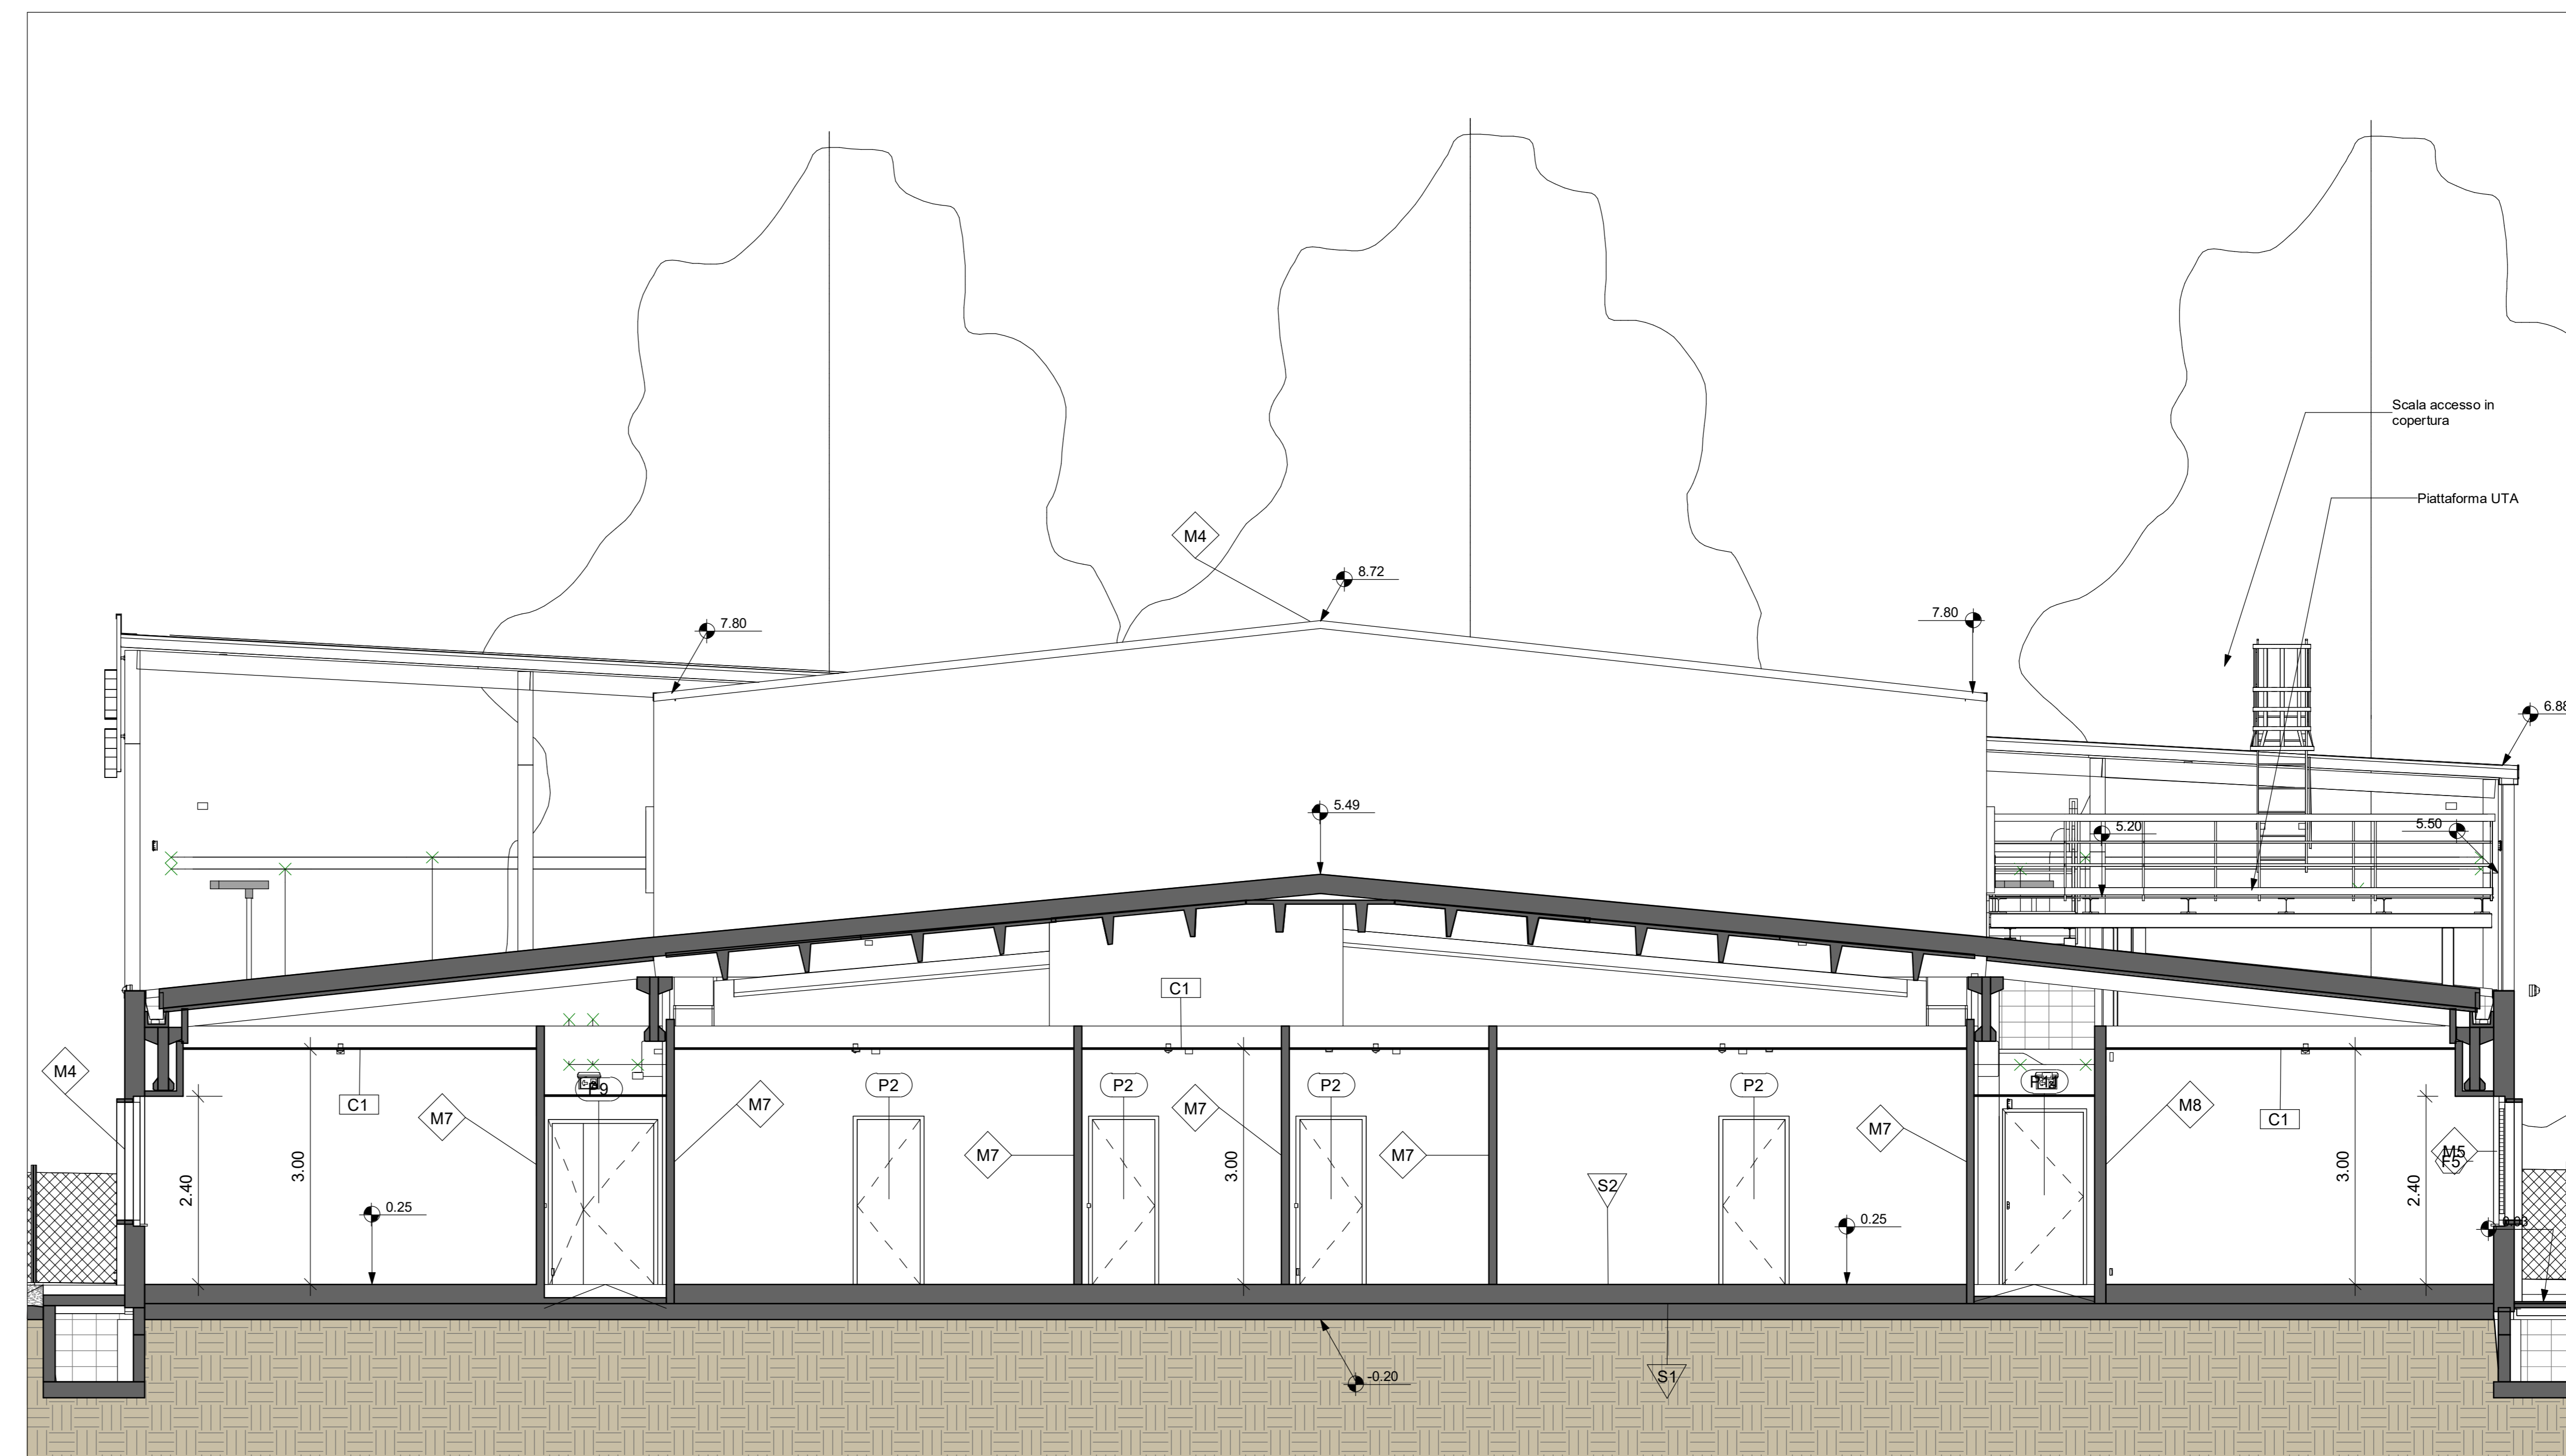 Scala accesso in
copertura
Piattaforma UTA
M4
8.72
7.80
7.80
6.88
5.49
5.20
5.50
C1
M4
C1
M7
P9
M7
P2
M7
P2
M7
P2
M7
P2
M7
M8
C1
M5
F5
2.40
3.00
3.00
3.00
2.40
S2
0.25
0.25
-0.20
S1